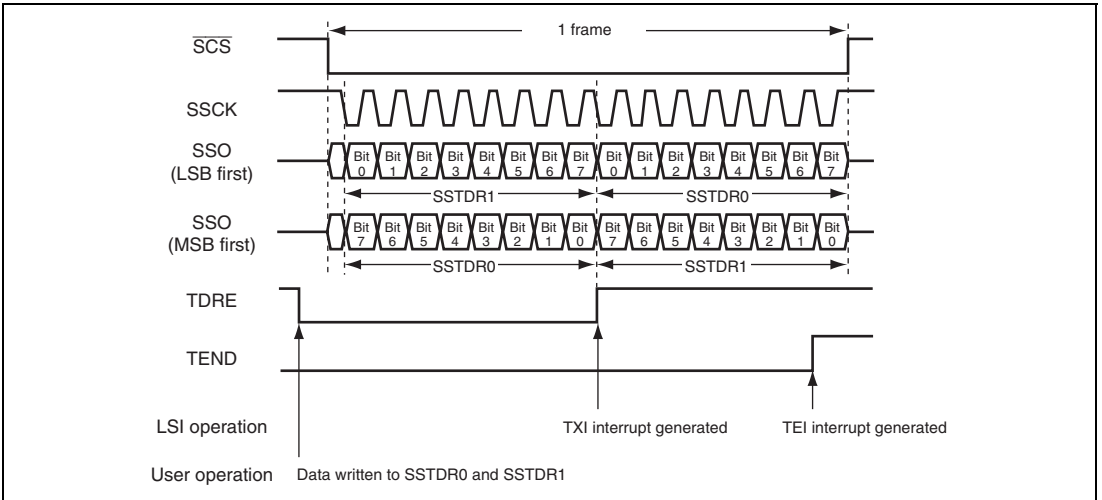 1 frame
SCS
SSCK
SSO
(LSB first)
Bit 0 Bit 1 Bit 2 Bit 3 Bit 4 Bit 5 Bit 6 Bit 7 Bit 0 Bit 1 Bit 2 Bit 3 Bit 4 Bit 5 Bit 6 Bit 7
SSTDR1 SSTDR0
SSO
(MSB first)
Bit 7 Bit 6 Bit 5 Bit 4 Bit 3 Bit 2 Bit 1 Bit 0 Bit 7 Bit 6 Bit 5 Bit 4 Bit 3 Bit 2 Bit 1 Bit 0
SSTDR0 SSTDR1
TDRE
TEND
LSI operation TXI interrupt generated TEI interrupt generated
User operation Data written to SSTDR0 and SSTDR1